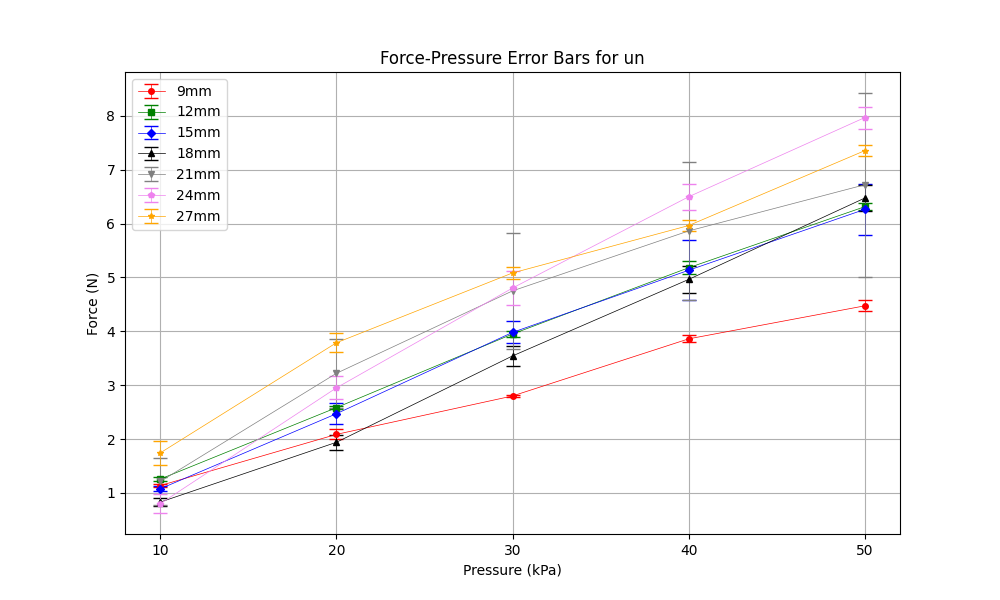 Force-Pressure Error Bars for un
9mm
12mm
15mm
18mm
21mm
24mm
27mm
8
7
6
5
4
3
2
1
Force (N)
10 20 30 40 50
Pressure (kPa)